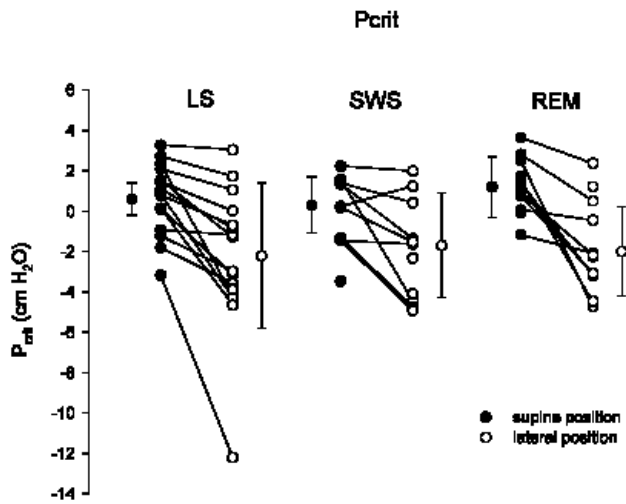 Pcrit
LS SWS REM
6
4
2
0
-2
-4
-6
-8
-10
-12
-14
Pcrit (cm H2O)
supine position
lateral position